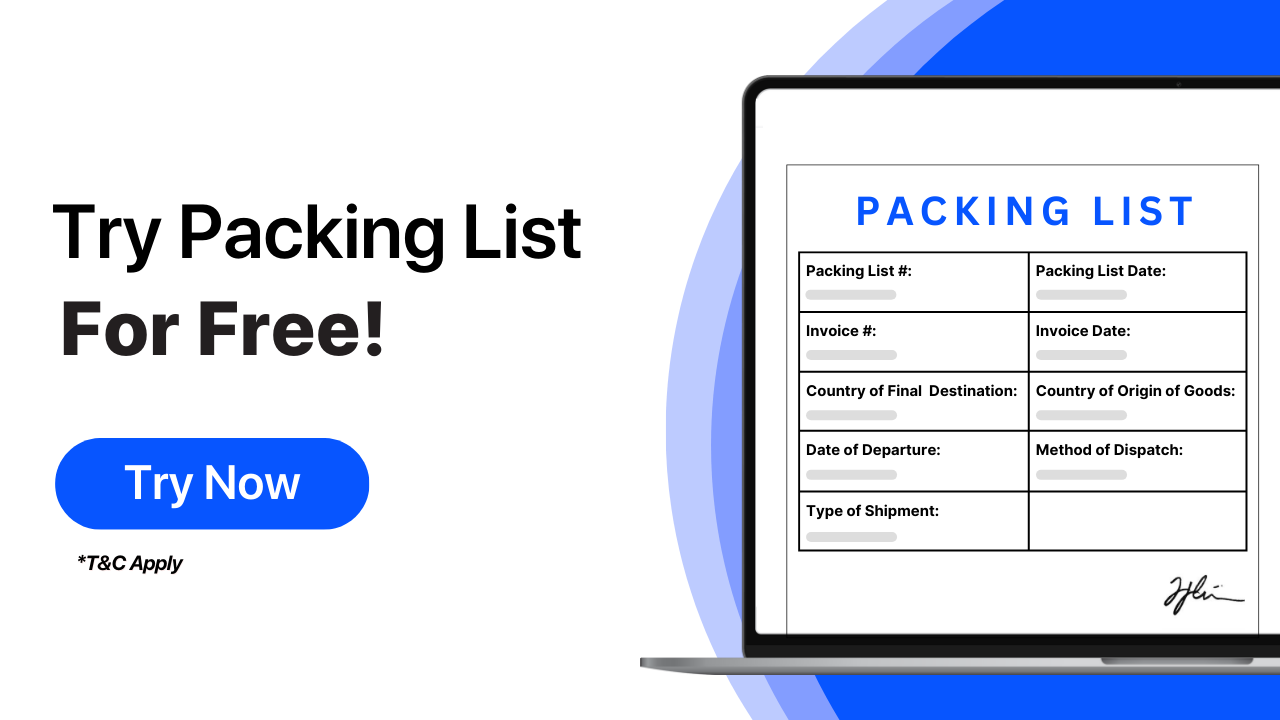 Try Packing List
For Free!
Try Now
*T&C Apply
PACKING LIST
Packing List #:
Packing List Date:
Invoice #:
Invoice Date:
Country of Final  Destination:
Country of Origin of Goods:
Date of Departure:
Method of Dispatch:
Type of Shipment: